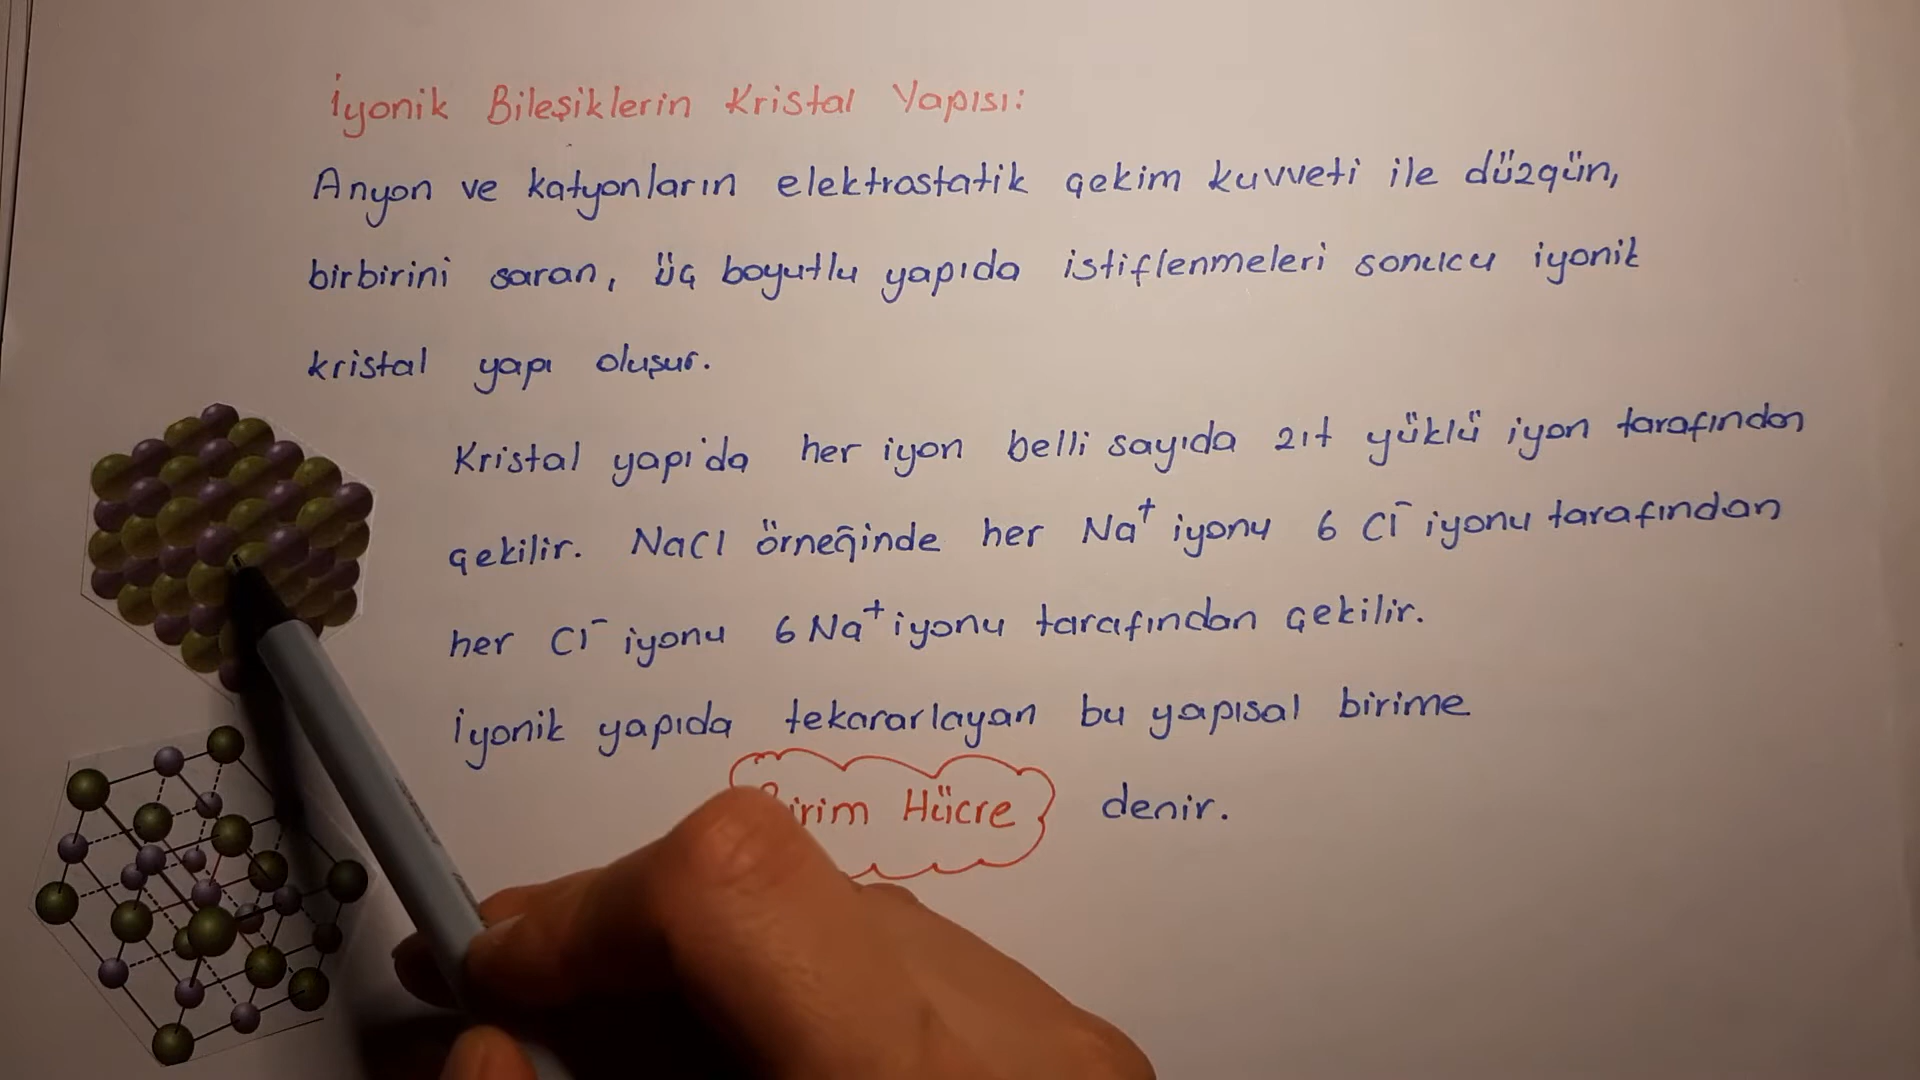 İyonik Bileşiklerin Kristal Yapısı:
Anyon ve katyonların elektrostatik çekim kuvveti ile düzgün,
birbirini saran, üç boyutlu yapıda istiflenmeleri sonucu iyonik
kristal yapı oluşur.
Kristal yapı'da her iyon belli sayıda zıt yüklü iyon tarafından
çekilir. NaCl örneğinde her Na⁺ iyonu 6 Cl⁻ iyonu tarafından
her Cl⁻ iyonu 6 Na⁺ iyonu tarafından çekilir.
İyonik yapıda tekararlayan bu yapısal birime
Hücre denir.